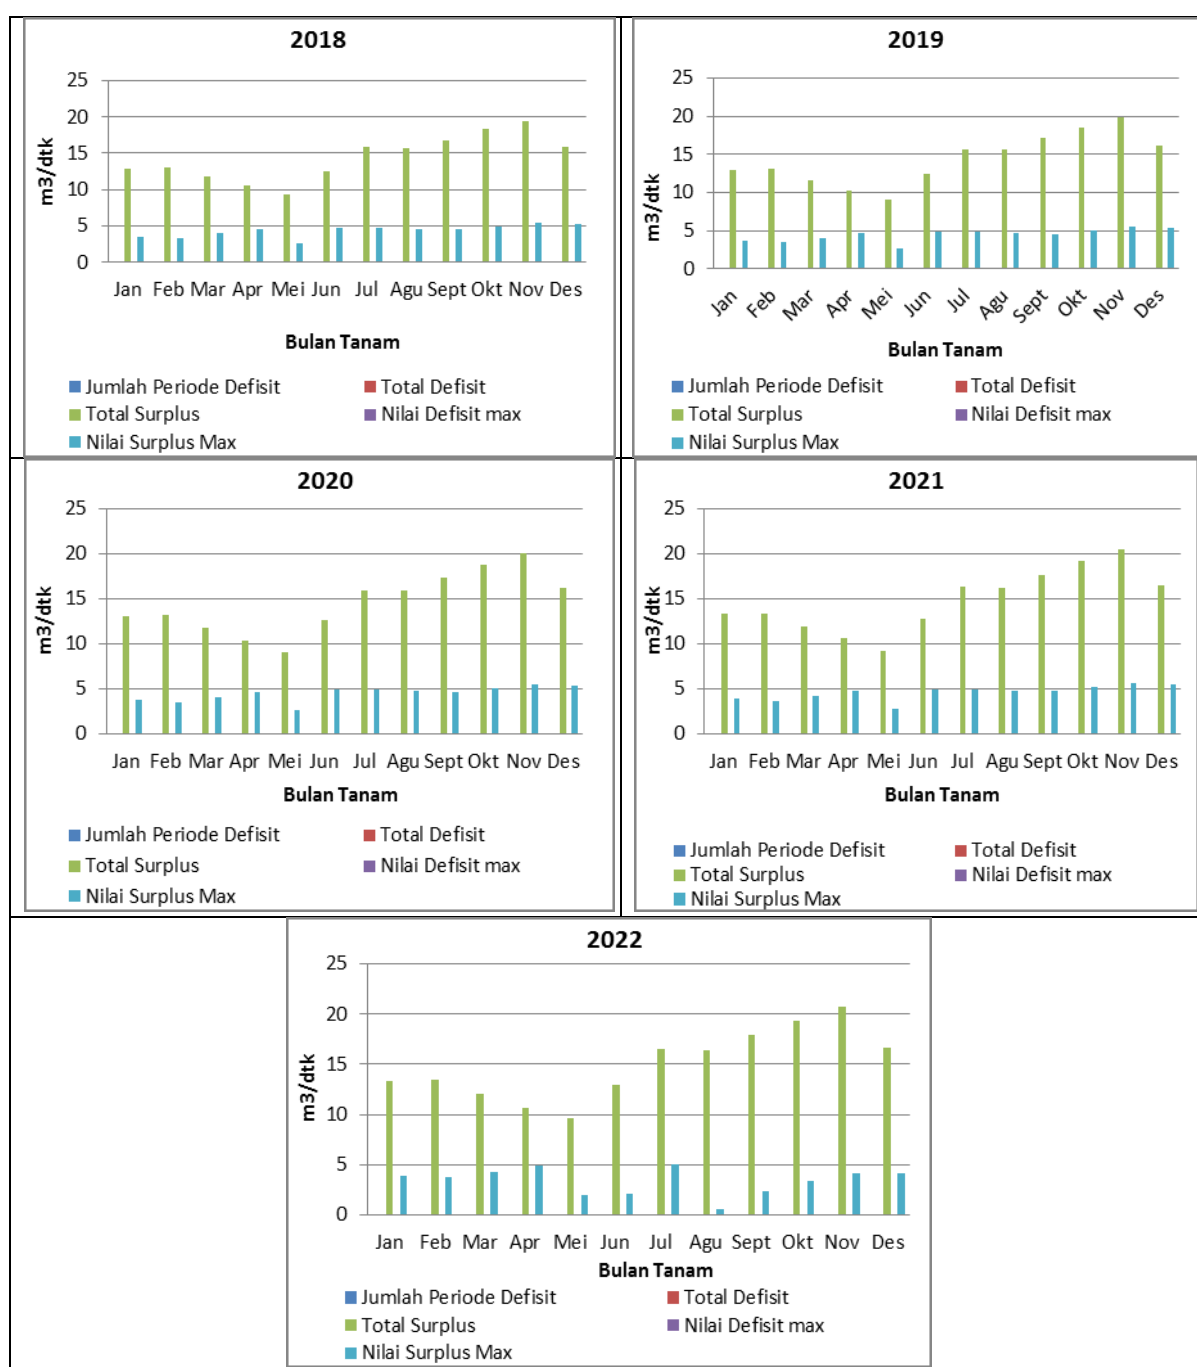 2018
25
20
15
10
5
0
m3/dtk
Jan Feb Mar Apr Mei Jun Jul Agu Sept Okt Nov Des
Bulan Tanam
Jumlah Periode Defisit Total Defisit
Total Surplus Nilai Defisit max
Nilai Surplus Max
2019
25
20
15
10
5
0
m3/dtk
Jan Feb Mar Apr Mei Jun Jul Agu Sept Okt Nov Des
Bulan Tanam
Jumlah Periode Defisit Total Defisit
Total Surplus Nilai Defisit max
Nilai Surplus Max
2020
25
20
15
10
5
0
m3/dtk
Jan Feb Mar Apr Mei Jun Jul Agu Sept Okt Nov Des
Bulan Tanam
Jumlah Periode Defisit Total Defisit
Total Surplus Nilai Defisit max
Nilai Surplus Max
2021
25
20
15
10
5
0
m3/dtk
Jan Feb Mar Apr Mei Jun Jul Agu Sept Okt Nov Des
Bulan Tanam
Jumlah Periode Defisit Total Defisit
Total Surplus Nilai Defisit max
Nilai Surplus Max
2022
25
20
15
10
5
0
m3/dtk
Jan Feb Mar Apr Mei Jun Jul Agu Sept Okt Nov Des
Bulan Tanam
Jumlah Periode Defisit Total Defisit
Total Surplus Nilai Defisit max
Nilai Surplus Max